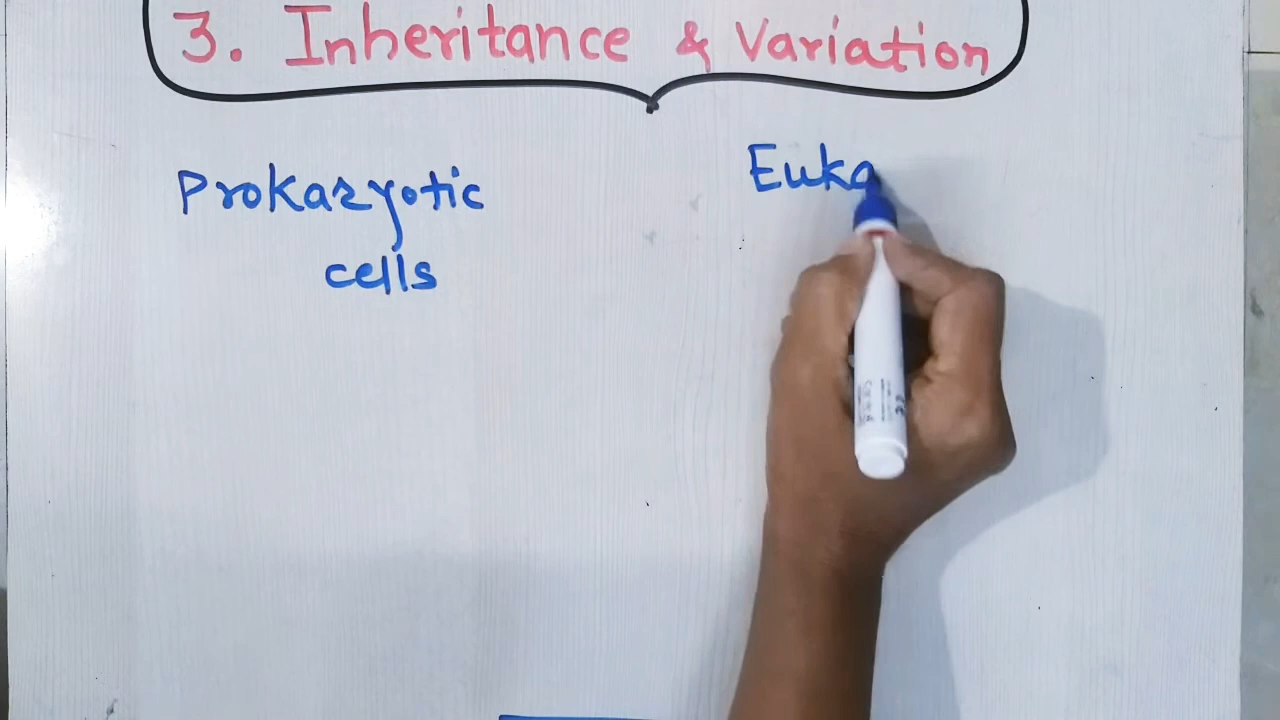 3. Inheritance & Variation
Prokaryotic
cells
Euka